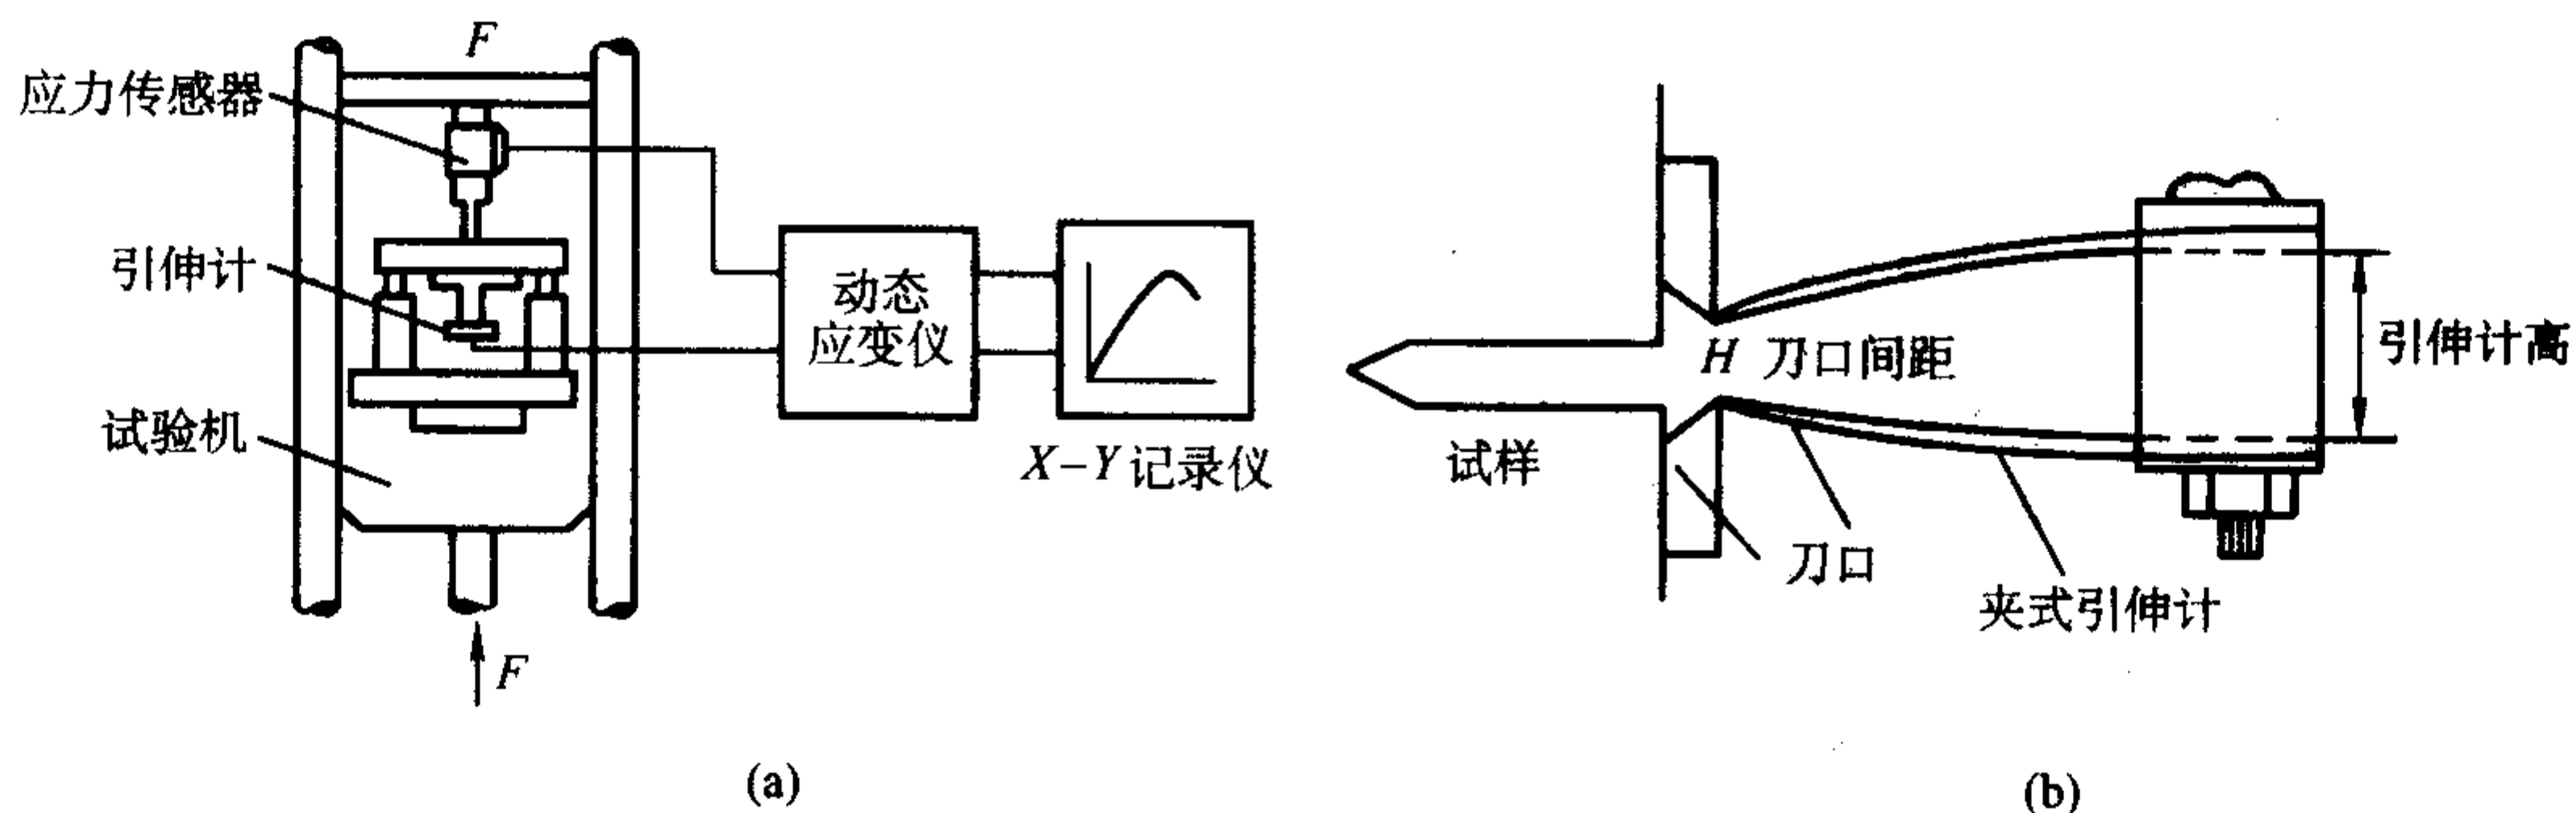 F
应力传感器
引伸计
试验机
F
动态
应变仪
X-Y 记录仪
(a)
H 刀口间距
试样
刀口
夹式引伸计
引伸计高
(b)